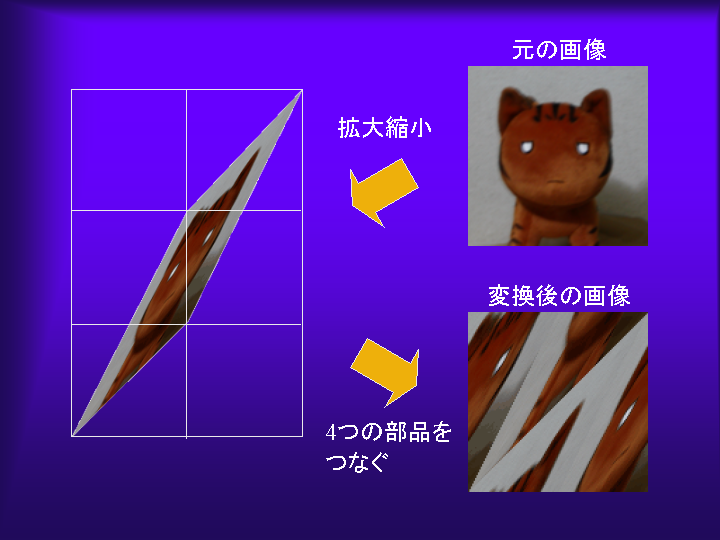 元の画像
拡大縮小
変換後の画像
4つの部品を
つなぐ